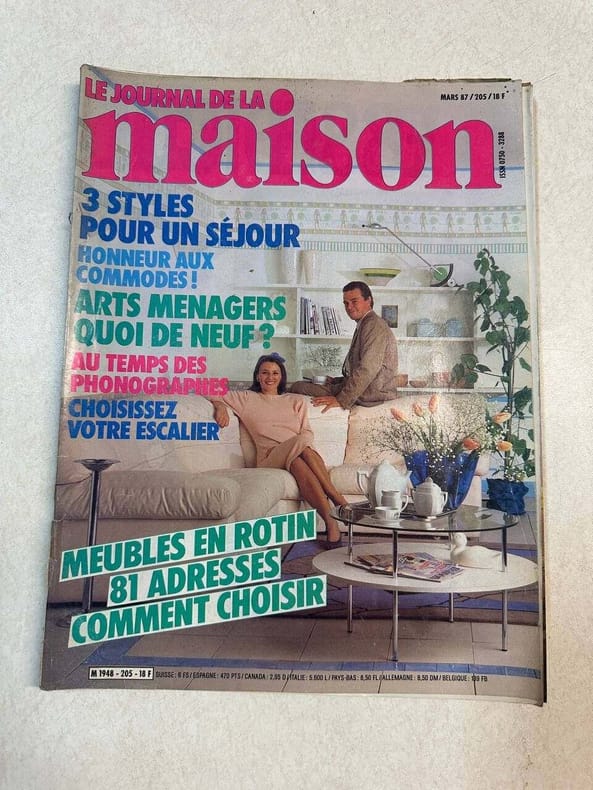 LE JOURNAL DE LA
maison
MARS 87 / 205 / 18 F
ISSN 0750 - 3288
3 STYLES
POUR UN SÉJOUR
HONNEUR AUX
COMMODES !
ARTS MENAGERS
QUOI DE NEUF ?
AU TEMPS DES
PHONOGRAPHES
CHOISISSEZ
VOTRE ESCALIER
MEUBLES EN ROTIN
81 ADRESSES
COMMENT CHOISIR
M 1948 - 205 - 18 F
SUISSE : 6 FS / ESPAGNE : 470 PTS / CANADA : 2,95 D / ITALIE : 5.600 L / PAYS-BAS : 8,50 FL / ALLEMAGNE : 8,50 DM / BELGIQUE : 139 FB